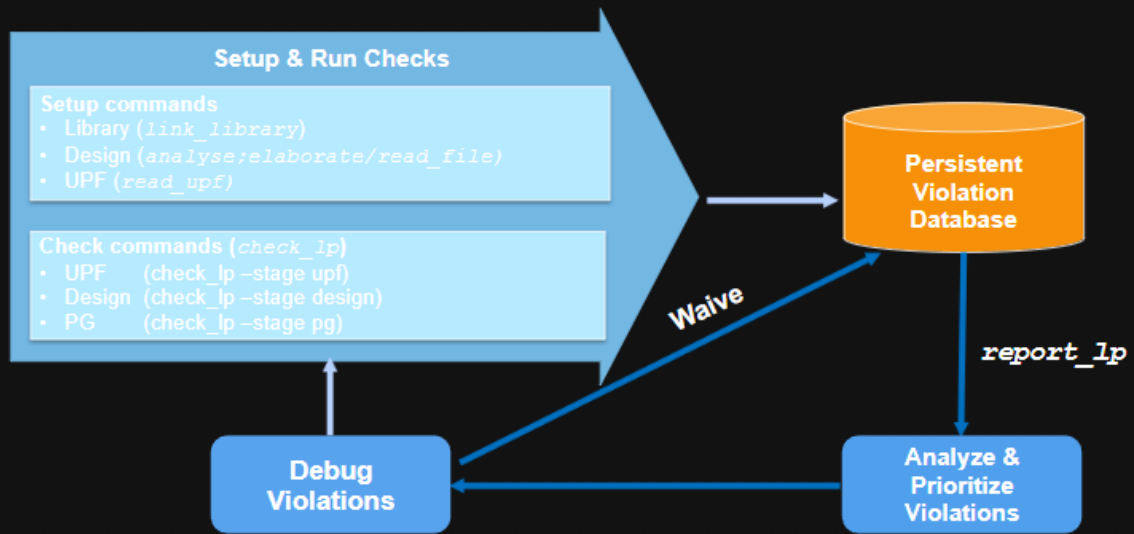 Setup & Run Checks
Setup commands
• Library (link_library)
• Design (analyse;elaborate/read_file)
• UPF (read_upf)
Check commands (check_lp)
• UPF (check_lp –stage upf)
• Design (check_lp –stage design)
• PG (check_lp –stage pg)
Persistent
Violation
Database
Waive
report_lp
Debug
Violations
Analyze &
Prioritize
Violations